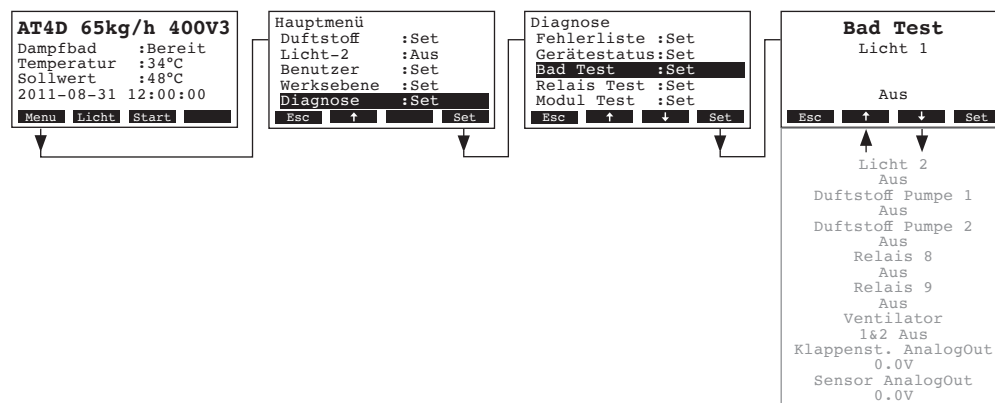 AT4D 65kg/h 400V3
Dampfbad :Bereit
Temperatur :34°C
Sollwert :48°C
2011-08-31 12:00:00
Menu Licht Start
Hauptmenü
Duftstoff :Set
Licht-2 :Aus
Benutzer :Set
Werksebene :Set
Diagnose :Set
Esc ↑ Set
Diagnose
Fehlerliste :Set
Gerätestatus:Set
Bad Test :Set
Relais Test :Set
Modul Test :Set
Esc ↑ ↓ Set
Bad Test
Licht 1
Aus
Esc ↑ ↓ Set
Licht 2
Aus
Duftstoff Pumpe 1
Aus
Duftstoff Pumpe 2
Aus
Relais 8
Aus
Relais 9
Aus
Ventilator
1&2 Aus
Klappenst. AnalogOut
0.0V
Sensor AnalogOut
0.0V